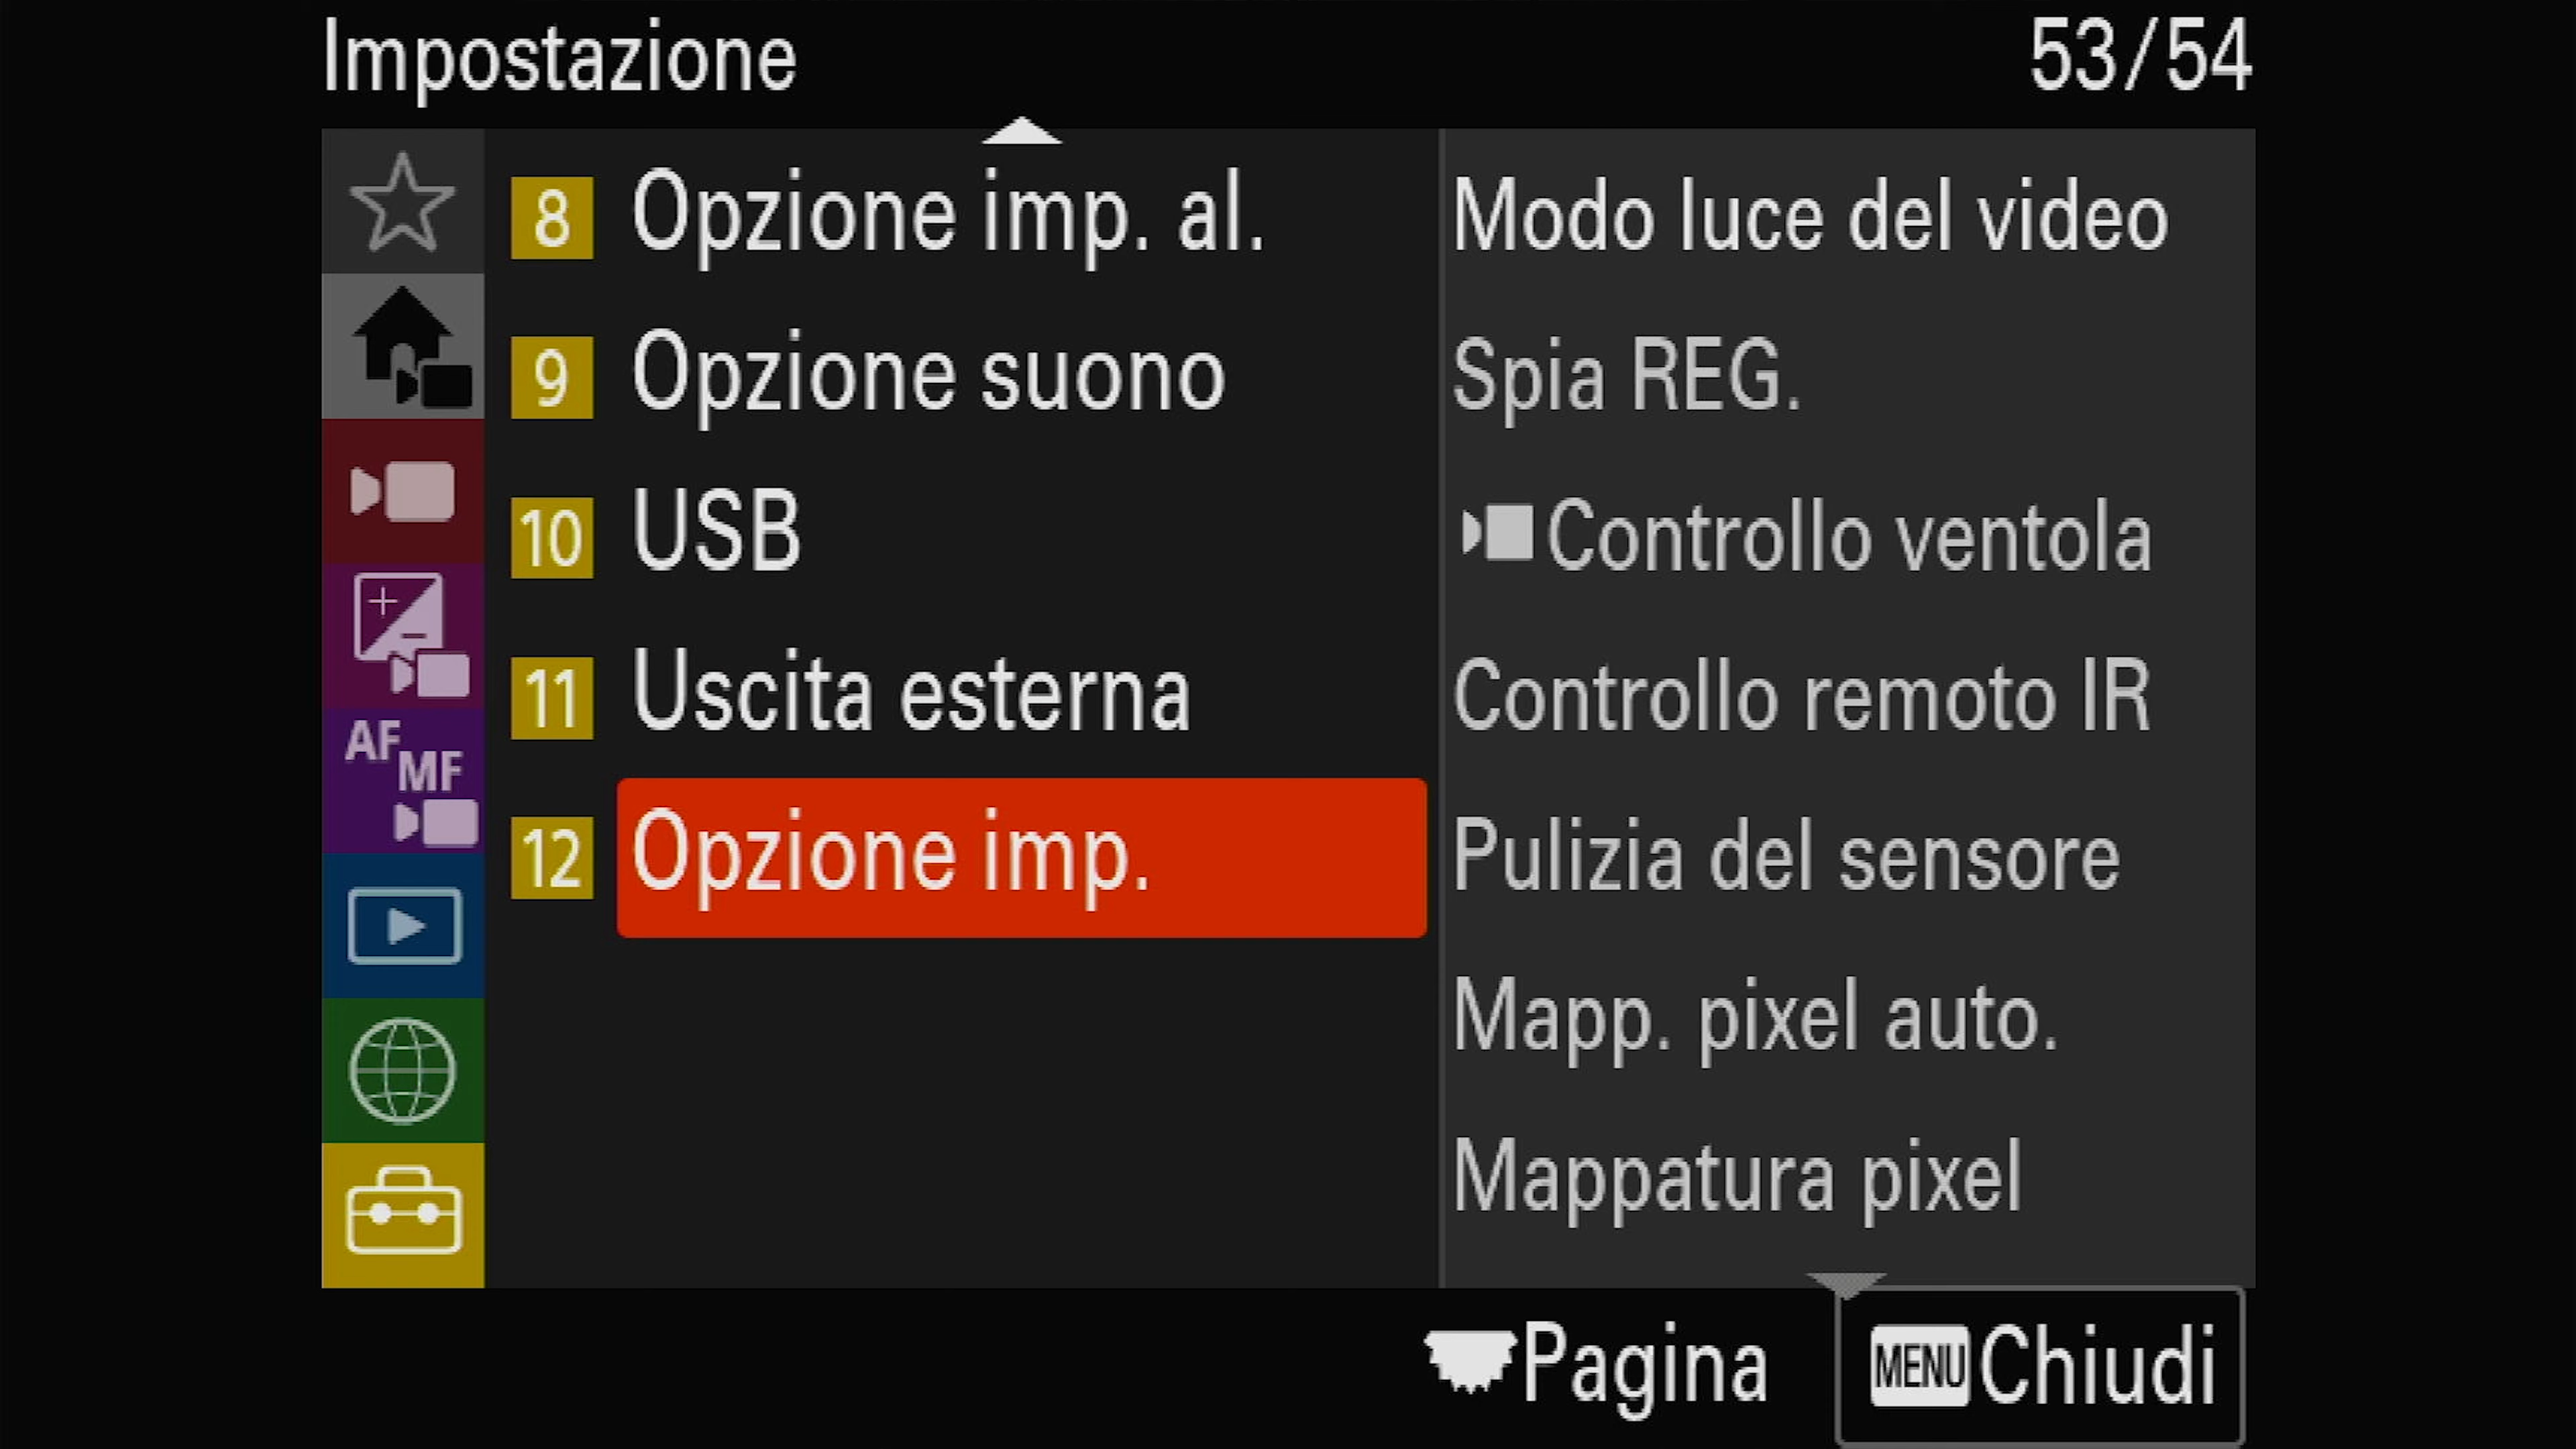 Impostazione
53/54
8 Opzione imp. al.
9 Opzione suono
10 USB
11 Uscita esterna
12 Opzione imp.
AF
MF
Modo luce del video
Spia REG.
Controllo ventola
Controllo remoto IR
Pulizia del sensore
Mapp. pixel auto.
Mappatura pixel
Pagina
MENU Chiudi